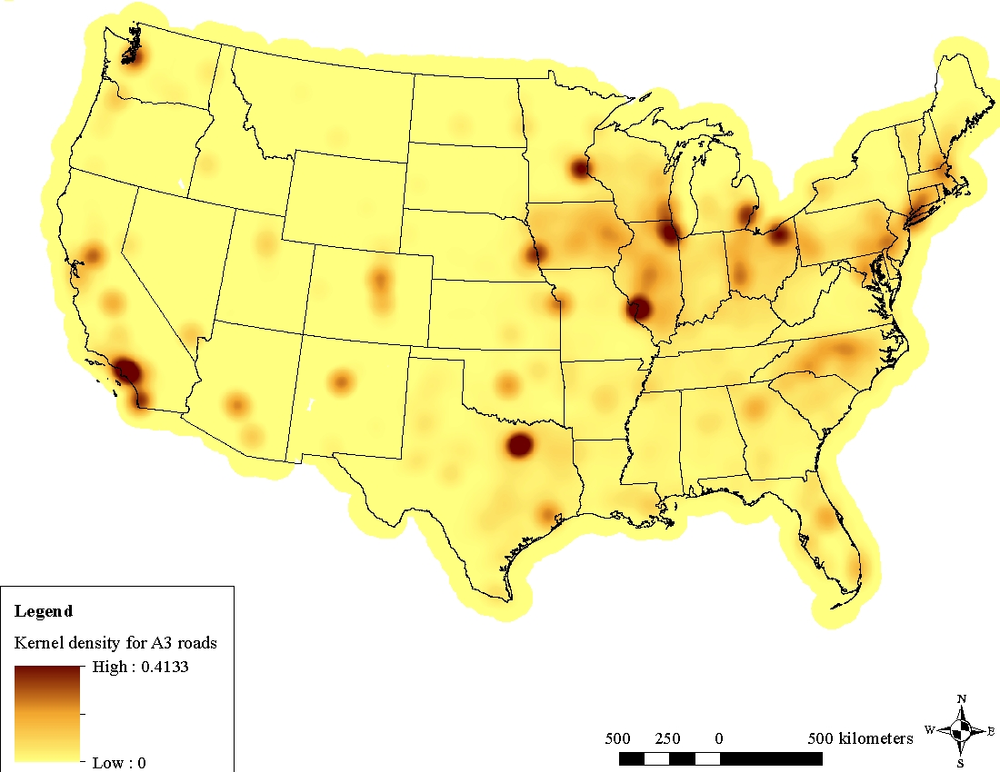 Legend
Kernel density for A3 roads
High : 0.4133
Low : 0
500 250 0 500 kilometers
N
W E
S